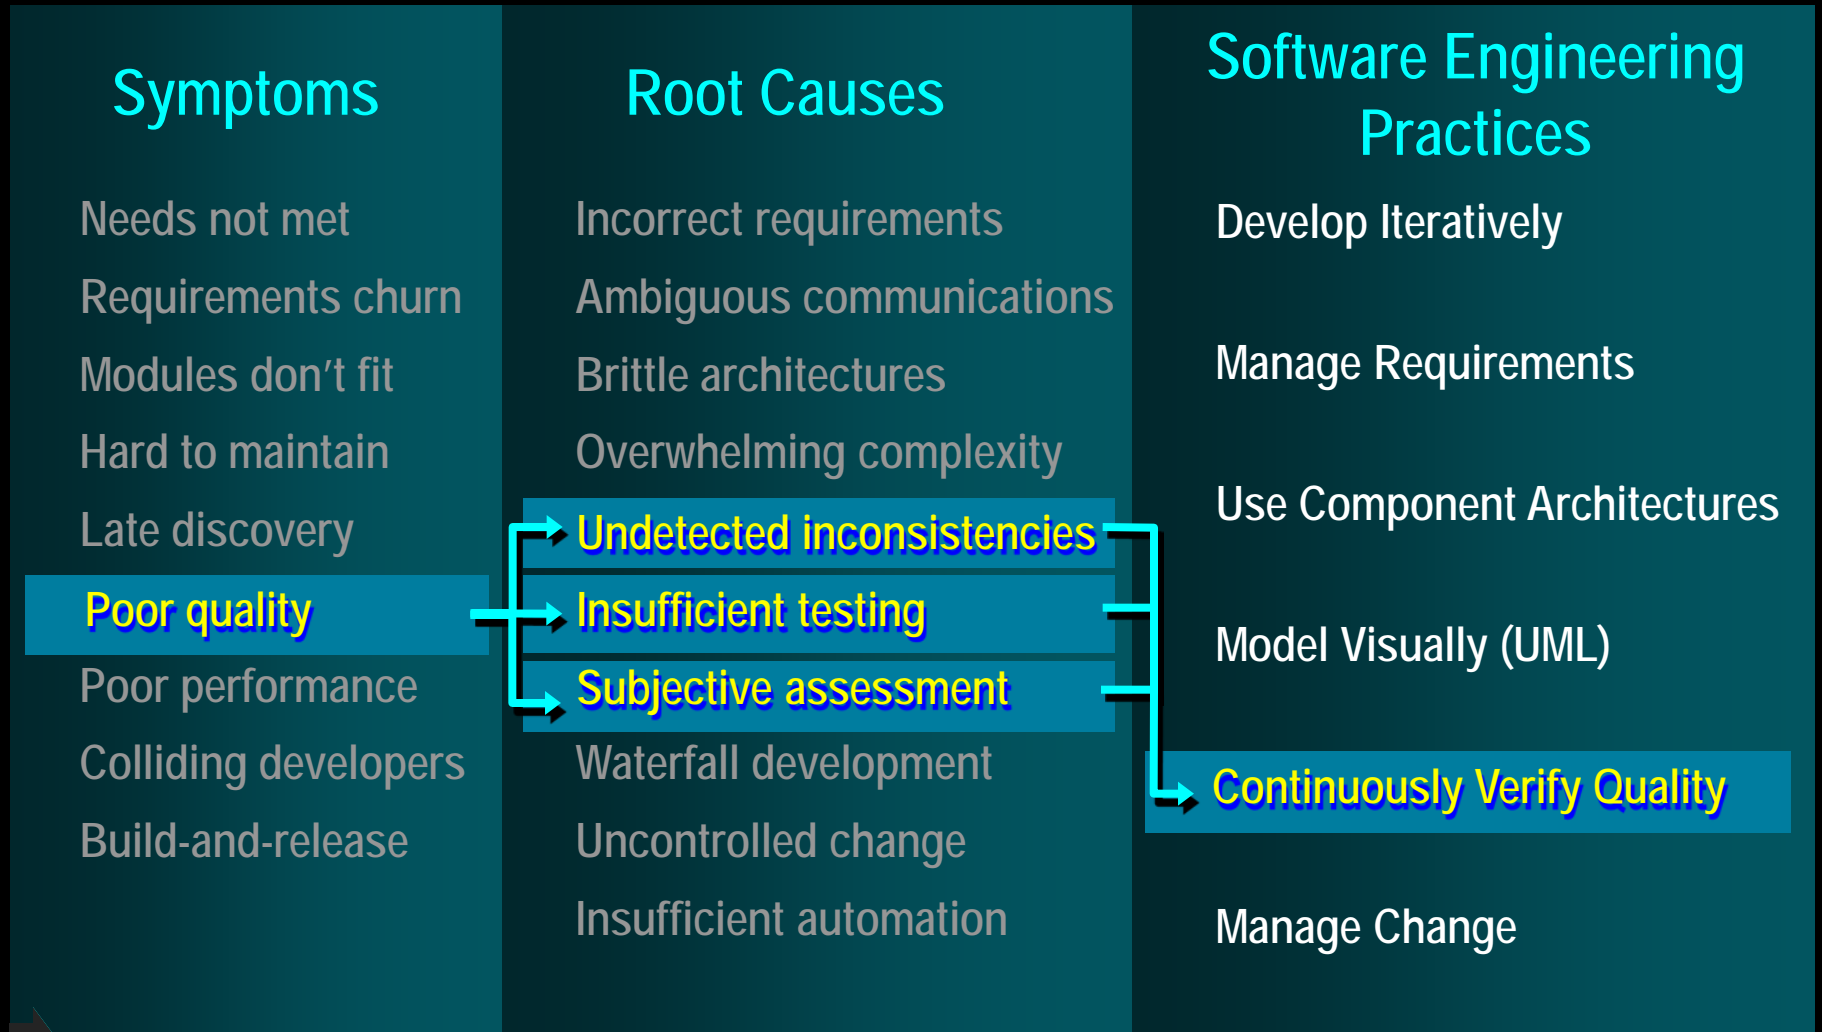 Symptoms
Needs not met
Requirements churn
Modules don't fit
Hard to maintain
Late discovery
Poor quality
Poor performance
Colliding developers
Build-and-release
Root Causes
Incorrect requirements
Ambiguous communications
Brittle architectures
Overwhelming complexity
Undetected inconsistencies
Insufficient testing
Subjective assessment
Waterfall development
Uncontrolled change
Insufficient automation
Software Engineering
Practices
Develop Iteratively
Manage Requirements
Use Component Architectures
Model Visually (UML)
Continuously Verify Quality
Manage Change